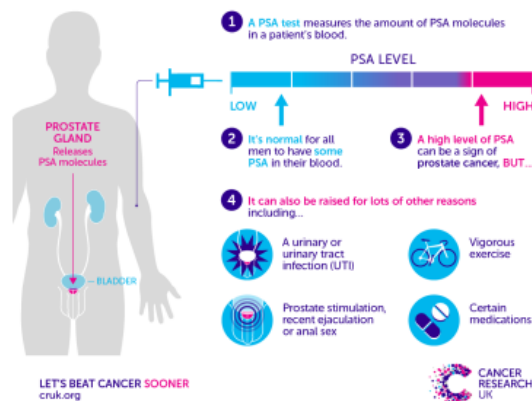 1 A PSA test measures the amount of PSA molecules
in a patient's blood.
PSA LEVEL
LOW
HIGH
PROSTATE
GLAND
Releases
PSA molecules
2 It's normal for all
men to have some
PSA in their blood.
3 A high level of PSA
can be a sign of
prostate cancer, BUT...
4 It can also be raised for lots of other reasons
including...
A urinary or
urinary tract
infection (UTI)
Vigorous
exercise
BLADDER
Prostate stimulation,
recent ejaculation
or anal sex
Certain
medications
LET'S BEAT CANCER SOONER
cruk.org
CANCER
RESEARCH
UK